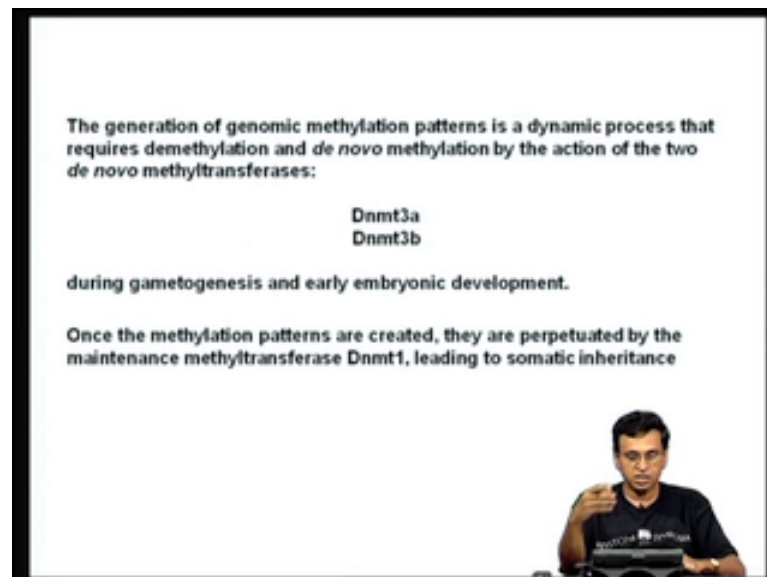 The generation of genomic methylation patterns is a dynamic process that
requires demethylation and de novo methylation by the action of the two
de novo methyltransferases:
Dnmt3a
Dnmt3b
during gametogenesis and early embryonic development.
Once the methylation patterns are created, they are perpetuated by the
maintenance methyltransferase Dnmt1, leading to somatic inheritance